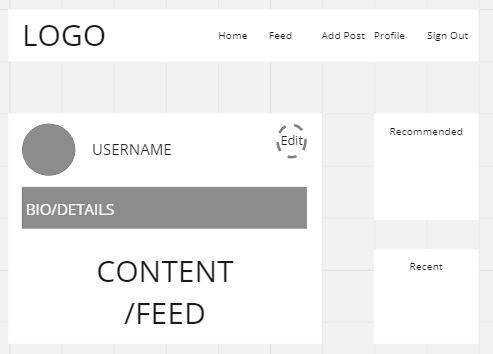 LOGO
Home Feed Add Post Profile Sign Out
USERNAME
Edit
BIO/DETAILS
CONTENT
/FEED
Recommended
Recent